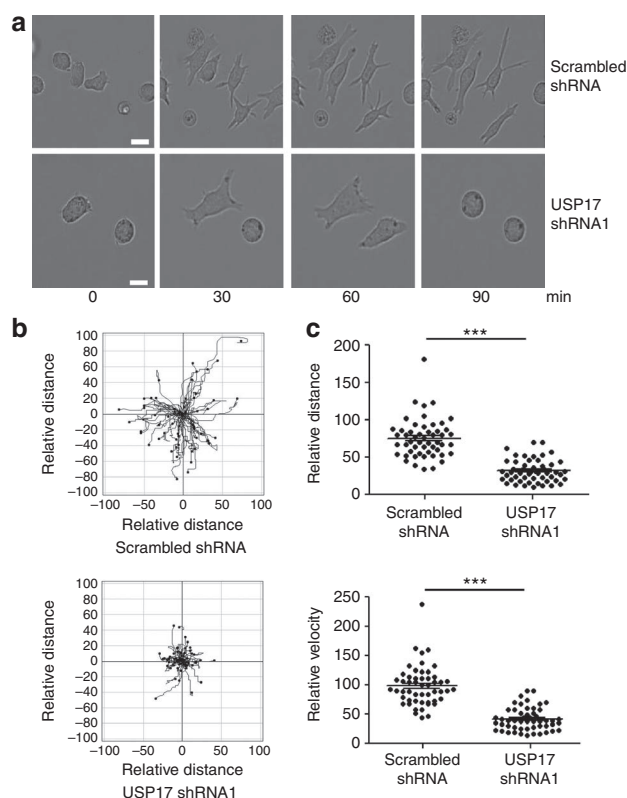 a
Scrambled
shRNA
USP17
shRNA1
0 30 60 90 min
b
100
80
60
40
20
0
–20
–40
–60
–80
–100
–100 –50 0 50 100
Relative distance
Relative distance
Scrambled shRNA
100
80
60
40
20
0
–20
–40
–60
–80
–100
–100 –50 0 50 100
Relative distance
Relative distance
USP17 shRNA1
c
***
200
150
100
50
0
Relative distance
Scrambled
shRNA
USP17
shRNA1
***
250
200
150
100
50
0
Relative velocity
Scrambled
shRNA
USP17
shRNA1